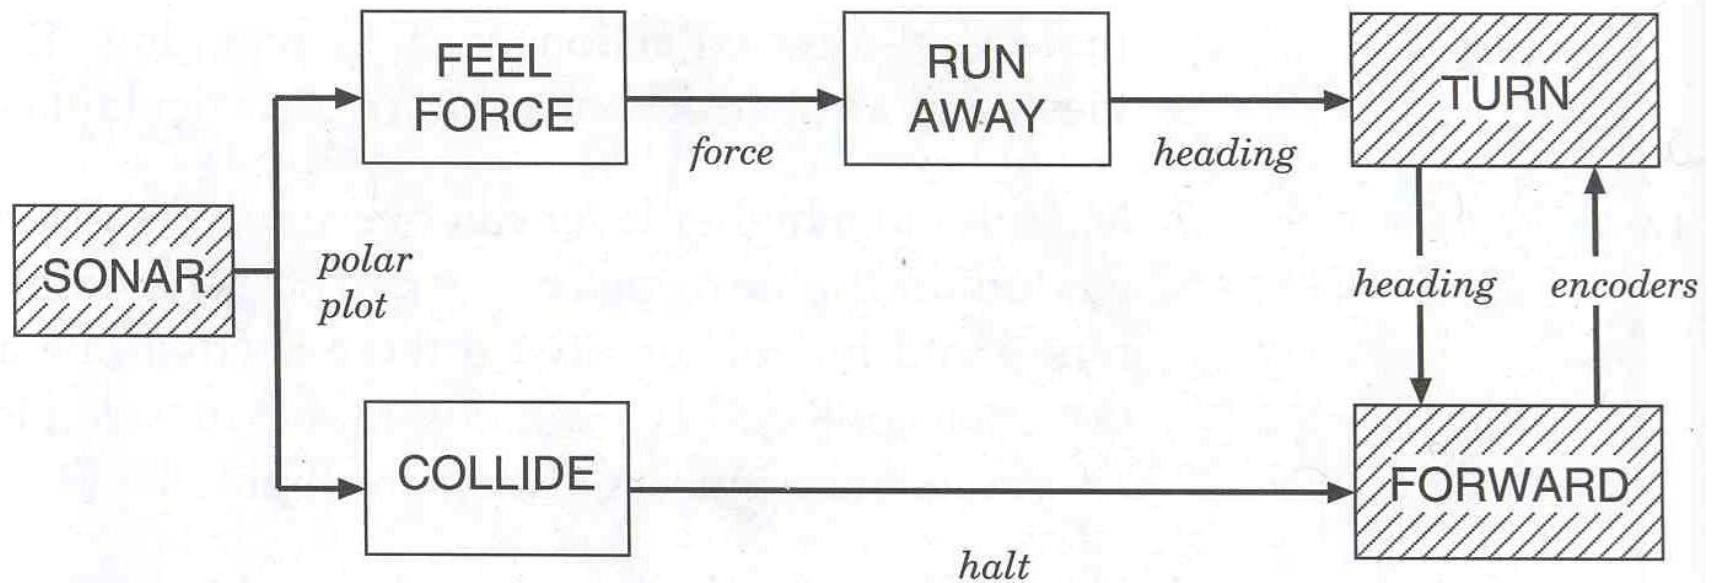 FEEL
FORCE
force
RUN
AWAY
heading
TURN
SONAR
polar
plot
heading
encoders
COLLIDE
halt
FORWARD